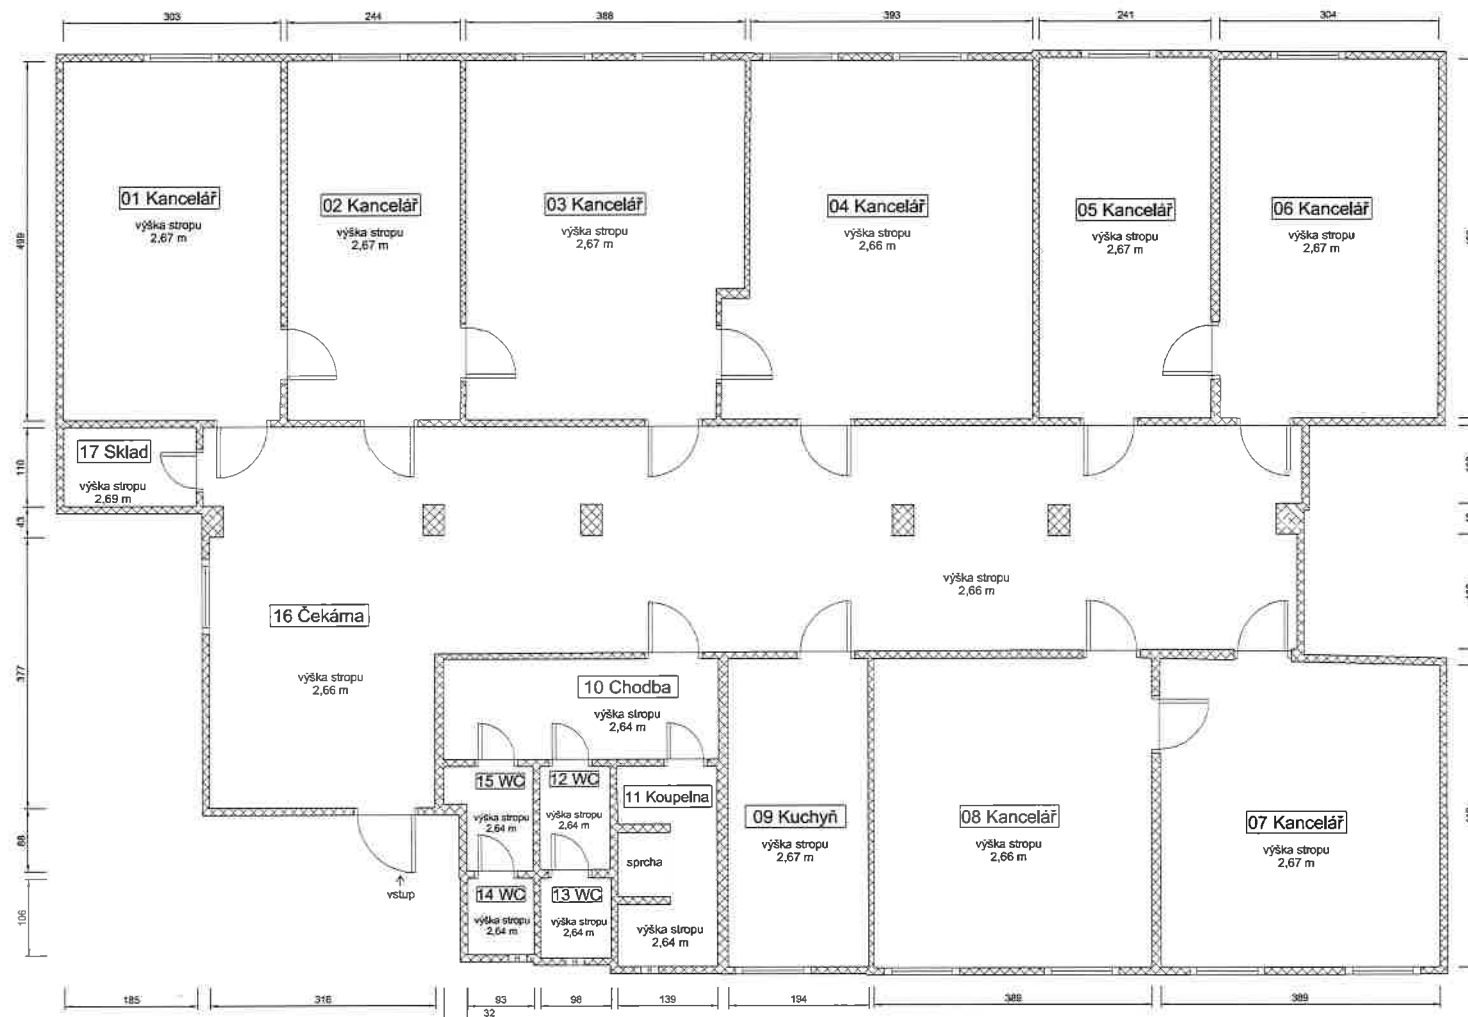 303 244 388 393 241 304
01 Kancelář
výška stropu
2,67 m
02 Kancelář
výška stropu
2,67 m
03 Kancelář
výška stropu
2,67 m
04 Kancelář
výška stropu
2,66 m
05 Kancelář
výška stropu
2,67 m
06 Kancelář
výška stropu
2,67 m
499
17 Sklad
výška stropu
2,69 m
110
43
377
88
106
16 Čekárna
výška stropu
2,66 m
výška stropu
2,66 m
10 Chodba
výška stropu
2,64 m
15 WC
výška stropu
2,64 m
12 WC
výška stropu
2,64 m
11 Koupelna
sprcha
výška stropu
2,64 m
14 WC
výška stropu
2,64 m
13 WC
výška stropu
2,64 m
09 Kuchyň
výška stropu
2,67 m
08 Kancelář
výška stropu
2,66 m
07 Kancelář
výška stropu
2,67 m
vstup
185 316 93 98 139 194 389 389
32